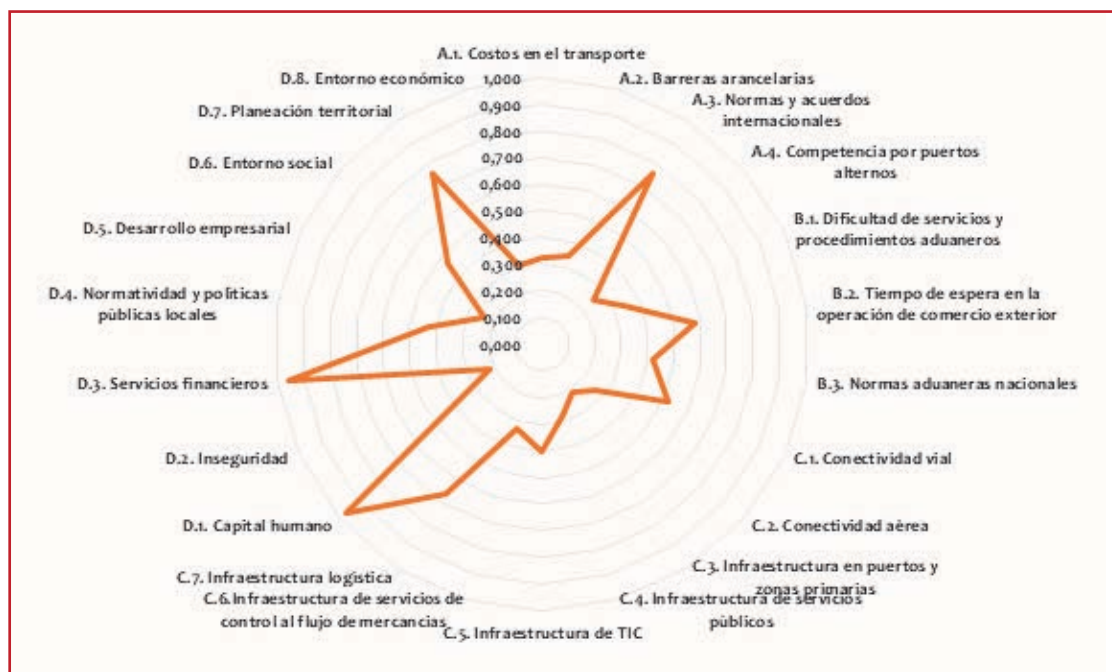 A.1. Costos en el transporte
D.8. Entorno económico
1,000
A.2. Barreras arancelarias
0,900
D.7. Planeación territorial
A.3. Normas y acuerdos
internacionales
0,800
0,700
D.6. Entorno social
A.4. Competencia por puertos
alternos
0,600
0,500
D.5. Desarrollo empresarial
B.1. Dificultad de servicios y
procedimientos aduaneros
0,400
0,300
D.4. Normatividad y políticas
públicas locales
B.2. Tiempo de espera en la
operación de comercio exterior
0,200
0,100
0,000
D.3. Servicios financieros
B.3. Normas aduaneras nacionales
D.2. Inseguridad
C.1. Conectividad vial
D.1. Capital humano
C.2. Conectividad aèrea
C.7. Infraestructura logística
C.3. Infraestructura en puertos y
zonas primarias
C.6.Infraestructura de servicios de
control al flujo de mercancías
C.4. Infraestructura de servicios
públicos
C.5. Infraestructura de TIC